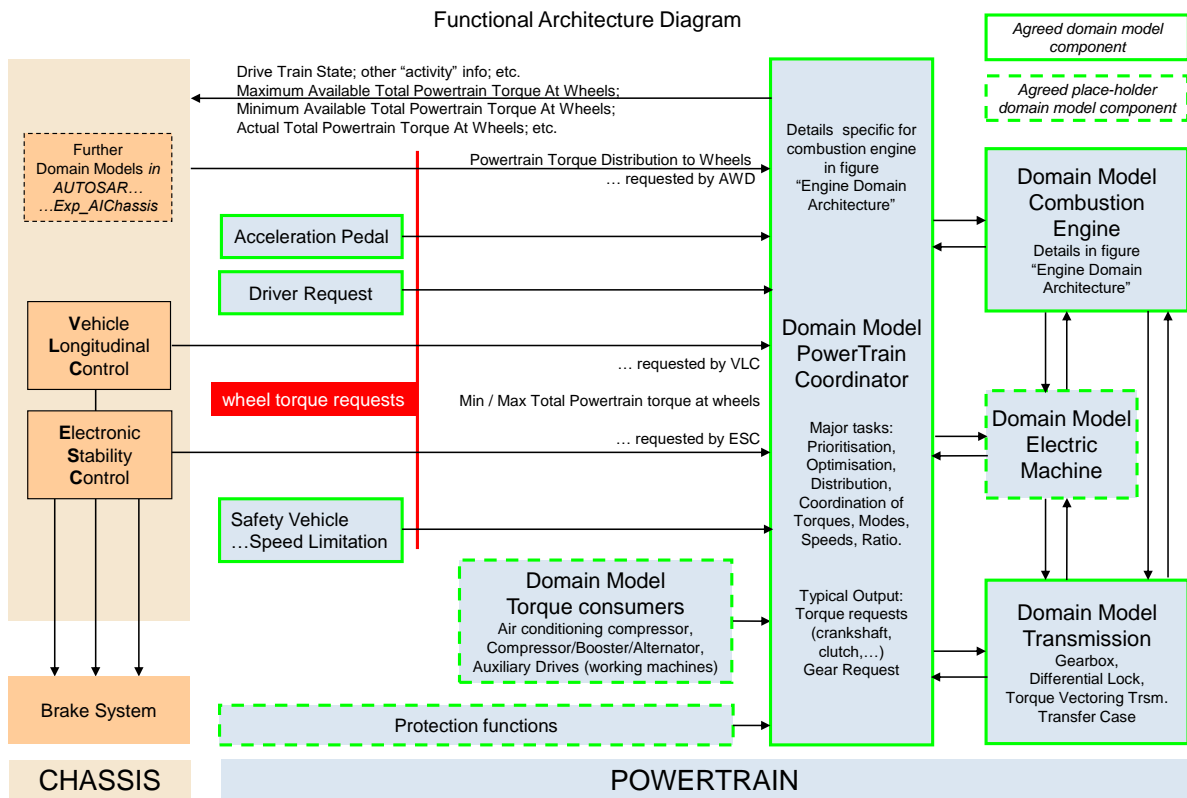 Functional Architecture Diagram
Agreed domain model
component
Agreed place-holder
domain model component
Drive Train State; other “activity” info; etc.
Maximum Available Total Powertrain Torque At Wheels;
Minimum Available Total Powertrain Torque At Wheels;
Actual Total Powertrain Torque At Wheels; etc.
Further
Domain Models in
AUTOSAR…
…Exp_AIChassis
Powertrain Torque Distribution to Wheels
… requested by AWD
Acceleration Pedal
Driver Request
Vehicle
Longitudinal
Control
… requested by VLC
wheel torque requests
Min / Max Total Powertrain torque at wheels
Electronic
Stability
Control
… requested by ESC
Safety Vehicle
…Speed Limitation
Domain Model
Torque consumers
Air conditioning compressor,
Compressor/Booster/Alternator,
Auxiliary Drives (working machines)
Protection functions
Brake System
Details specific for
combustion engine
in figure
“Engine Domain
Architecture”
Domain Model
PowerTrain
Coordinator
Major tasks:
Prioritisation,
Optimisation,
Distribution,
Coordination of
Torques, Modes,
Speeds, Ratio.
Typical Output:
Torque requests
(crankshaft,
clutch,…)
Gear Request
Domain Model
Combustion
Engine
Details in figure
“Engine Domain
Architecture”
Domain Model
Electric
Machine
Domain Model
Transmission
Gearbox,
Differential Lock,
Torque Vectoring Trsm.
Transfer Case
CHASSIS
POWERTRAIN